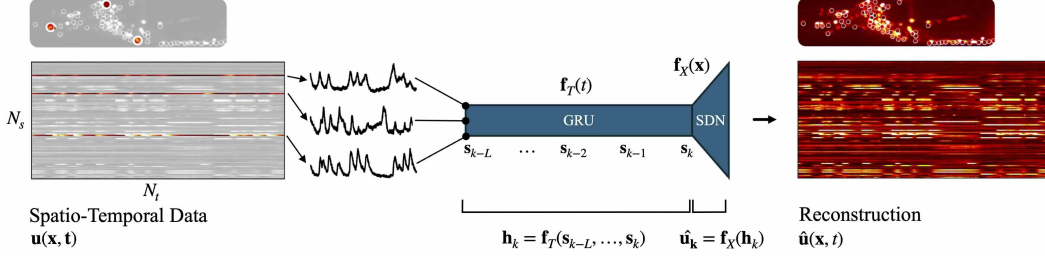 f_X(x)
f_T(t)
N_s
GRU
SDN
s_{k-L} … s_{k-2} s_{k-1} s_k
N_t
Spatio-Temporal Data
u(x, t)
h_k = f_T(s_{k-L}, …, s_k)
û_k = f_X(h_k)
Reconstruction
û(x, t)